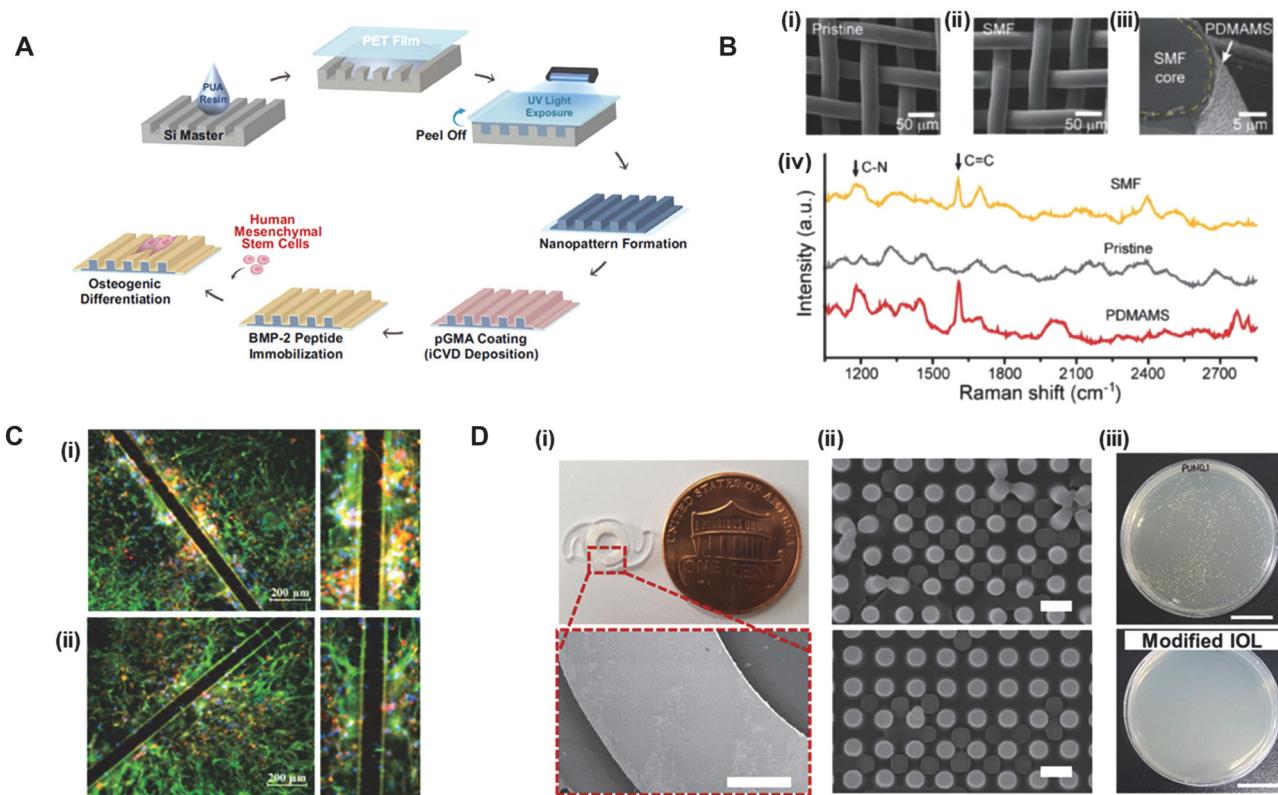 A
PUA
Resin
Si Master
PET Film
UV Light
Exposure
Peel Off
Nanopattern Formation
pGMA Coating
(iCVD Deposition)
BMP-2 Peptide
Immobilization
Human
Mesenchymal
Stem Cells
Osteogenic
Differentiation
B
(i)
Pristine
50 μm
(ii)
SMF
50 μm
(iii)
PDMAMS
SMF
core
5 μm
(iv)
C-N
C=C
SMF
Pristine
PDMAMS
Intensity (a.u.)
1200 1500 1800 2100 2400 2700
Raman shift (cm⁻¹)
C
(i)
200 μm
(ii)
200 μm
D
(i)
UNITED STATES OF AMERICA
E PLURIBUS UNUM
ONE CENT
(ii)
(iii)
Modified IOL